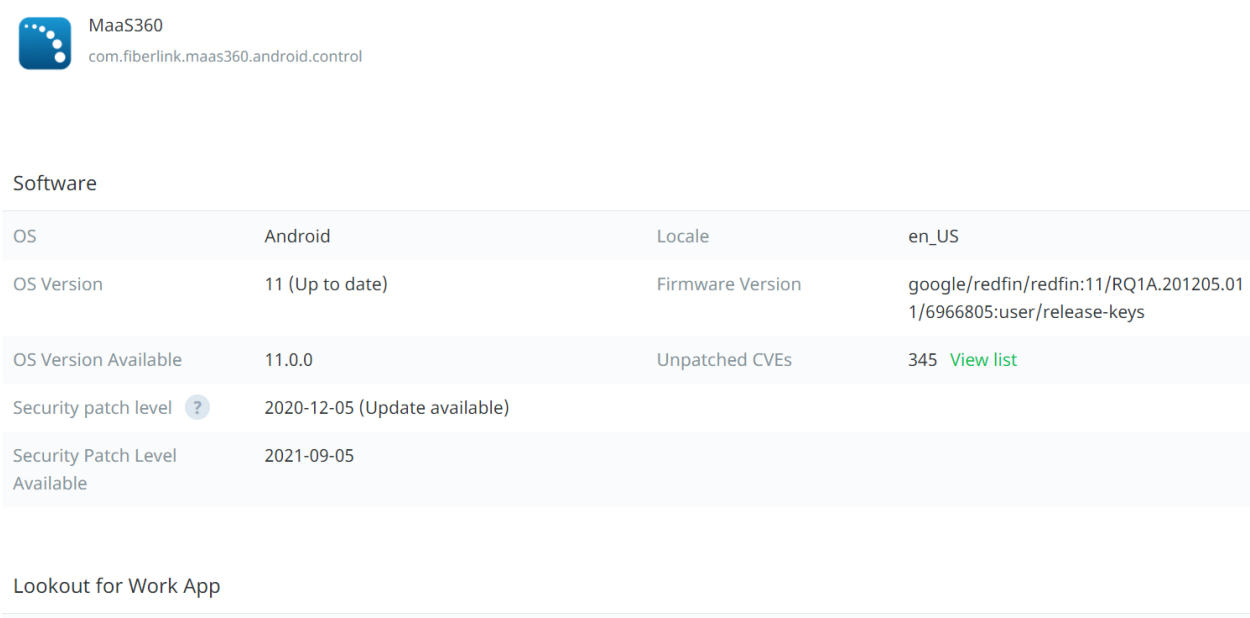 MaaS360
com.fiberlink.maas360.android.control
Software
OS Android Locale en_US
OS Version 11 (Up to date) Firmware Version google/redfin/redfin:11/RQ1A.201205.01
1/6966805:user/release-keys
OS Version Available 11.0.0 Unpatched CVEs 345 View list
Security patch level ? 2020-12-05 (Update available)
Security Patch Level 2021-09-05
Available
Lookout for Work App